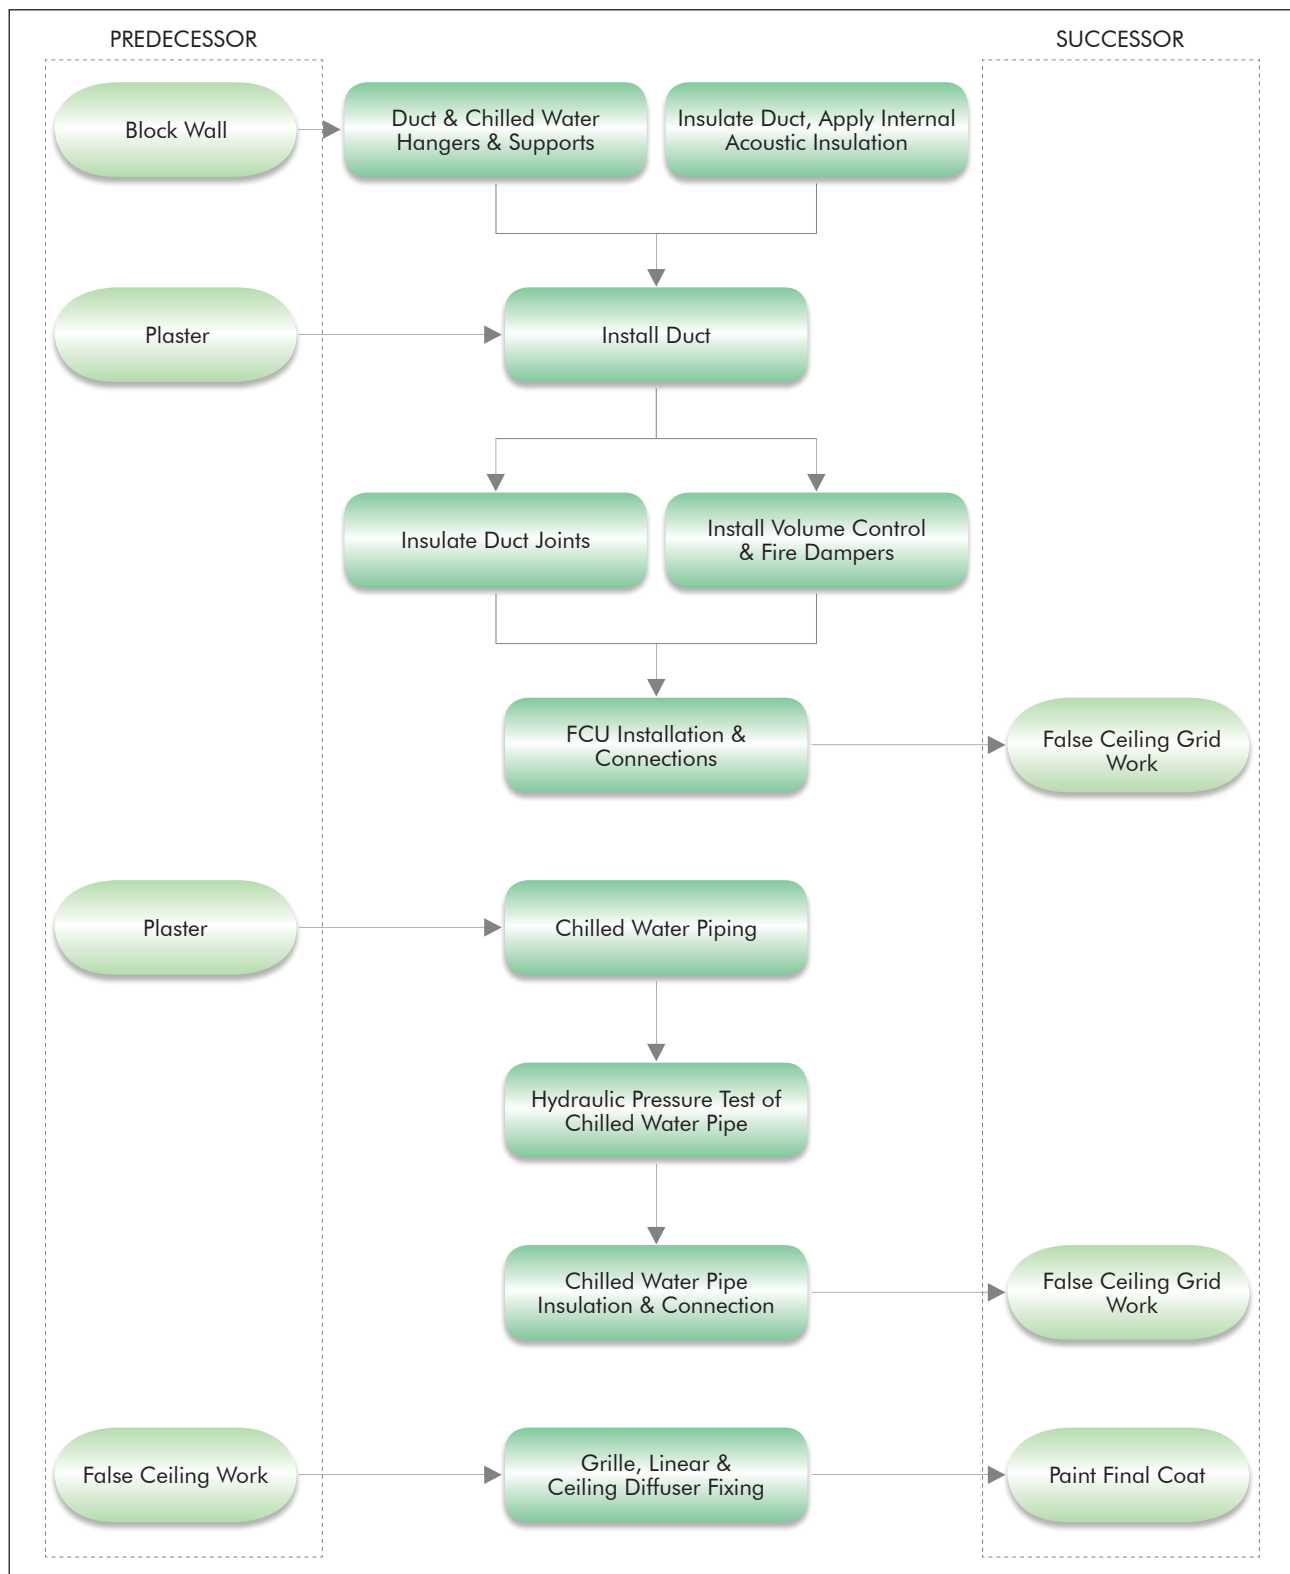 PREDECESSOR
SUCCESSOR
Block Wall
Duct & Chilled Water
Hangers & Supports
Insulate Duct, Apply Internal
Acoustic Insulation
Plaster
Install Duct
Insulate Duct Joints
Install Volume Control
& Fire Dampers
FCU Installation &
Connections
False Ceiling Grid
Work
Plaster
Chilled Water Piping
Hydraulic Pressure Test of
Chilled Water Pipe
Chilled Water Pipe
Insulation & Connection
False Ceiling Grid
Work
False Ceiling Work
Grille, Linear &
Ceiling Diffuser Fixing
Paint Final Coat